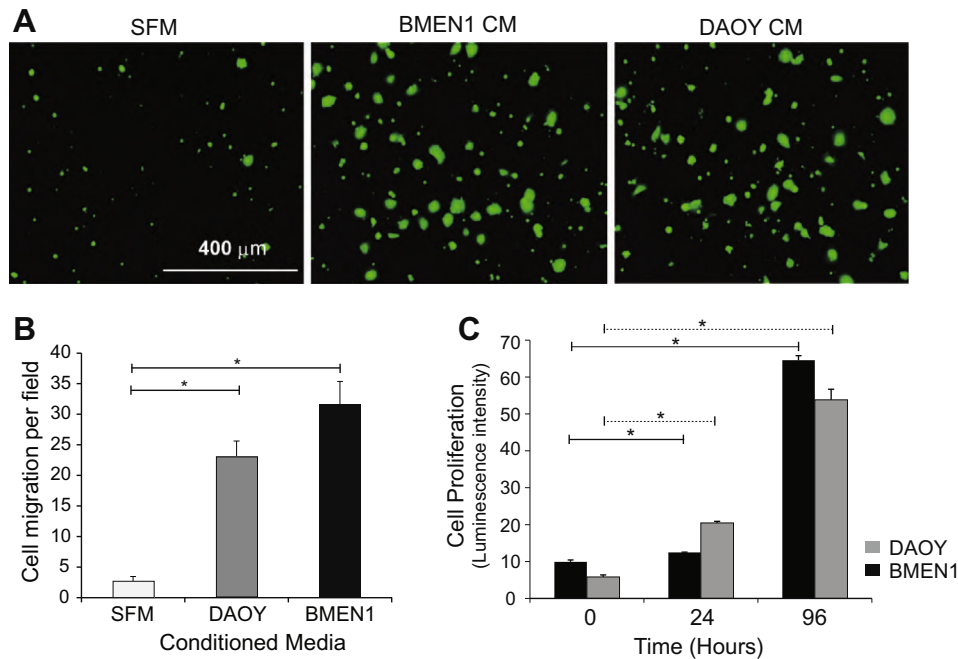 A
SFM
BMEN1 CM
DAOY CM
400 μm
B
Cell migration per field
40
35
30
25
20
15
10
5
0
*
*
SFM
DAOY
BMEN1
Conditioned Media
C
Cell Proliferation
(Luminescence intensity)
70
60
50
40
30
20
10
0
*
*
*
*
0
24
96
Time (Hours)
DAOY
BMEN1